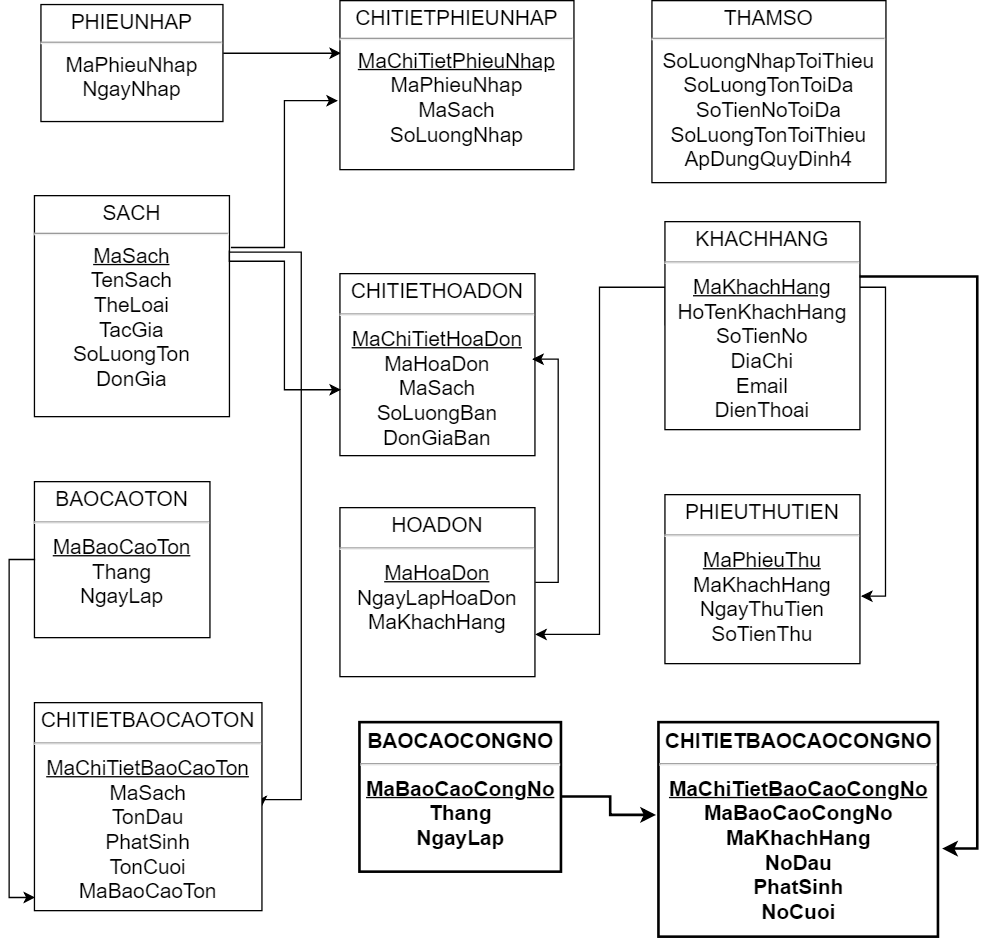 PHIEUNHAP
MaPhieuNhap
NgayNhap
CHITIETPHIEUNHAP
MaChiTietPhieuNhap
MaPhieuNhap
MaSach
SoLuongNhap
THAMSO
SoLuongNhapToiThieu
SoLuongTonToiDa
SoTienNoToiDa
SoLuongTonToiThieu
ApDungQuyDinh4
SACH
MaSach
TenSach
TheLoai
TacGia
SoLuongTon
DonGia
CHITIETHOADON
MaChiTietHoaDon
MaHoaDon
MaSach
SoLuongBan
DonGiaBan
KHACHHANG
MaKhachHang
HoTenKhachHang
SoTienNo
DiaChi
Email
DienThoai
BAOCAOTON
MaBaoCaoTon
Thang
NgayLap
HOADON
MaHoaDon
NgayLapHoaDon
MaKhachHang
PHIEUTHUTIEN
MaPhieuThu
MaKhachHang
NgayThuTien
SoTienThu
CHITIETBAOCAOTON
MaChiTietBaoCaoTon
MaSach
TonDau
PhatSinh
TonCuoi
MaBaoCaoTon
BAOCAOCONGNO
MaBaoCaoCongNo
Thang
NgayLap
CHITIETBAOCAOCONGNO
MaChiTietBaoCaoCongNo
MaBaoCaoCongNo
MaKhachHang
NoDau
PhatSinh
NoCuoi